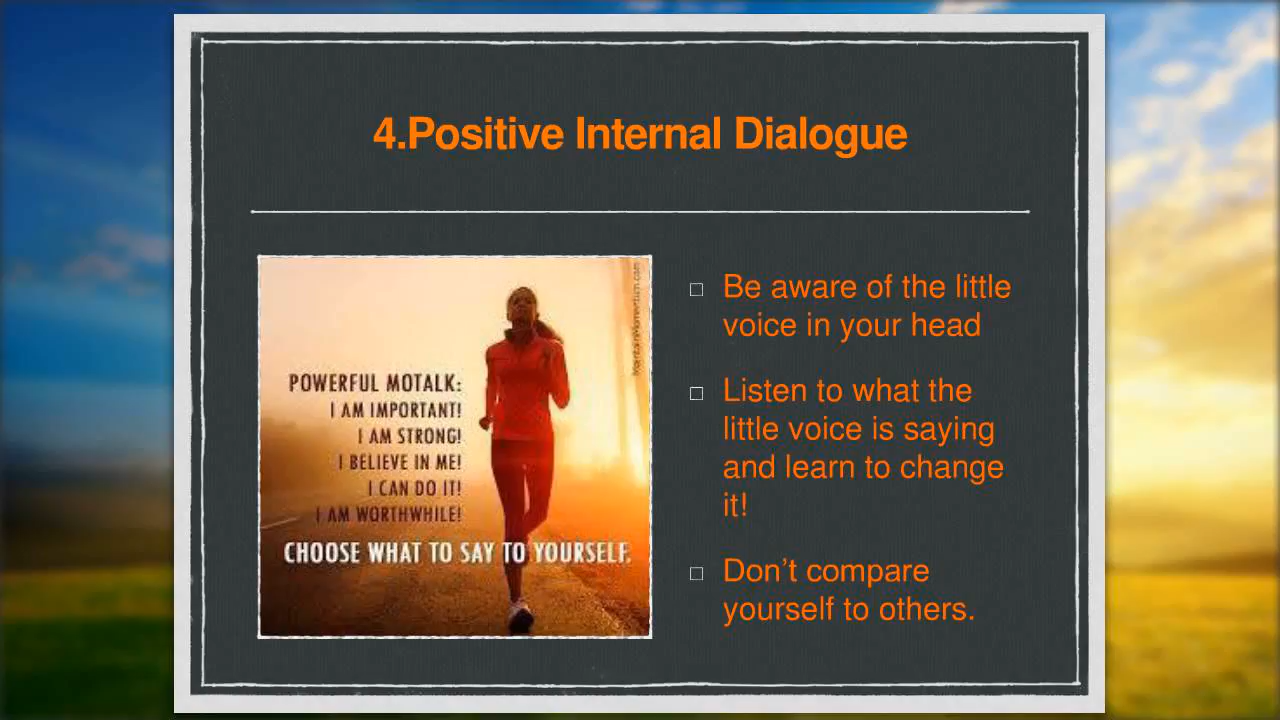 4.Positive Internal Dialogue
POWERFUL MOTALK:
I AM IMPORTANT!
I AM STRONG!
I BELIEVE IN ME!
I CAN DO IT!
I AM WORTHWHILE!
CHOOSE WHAT TO SAY TO YOURSELF.
Be aware of the little
voice in your head
Listen to what the
little voice is saying
and learn to change
it!
Don’t compare
yourself to others.